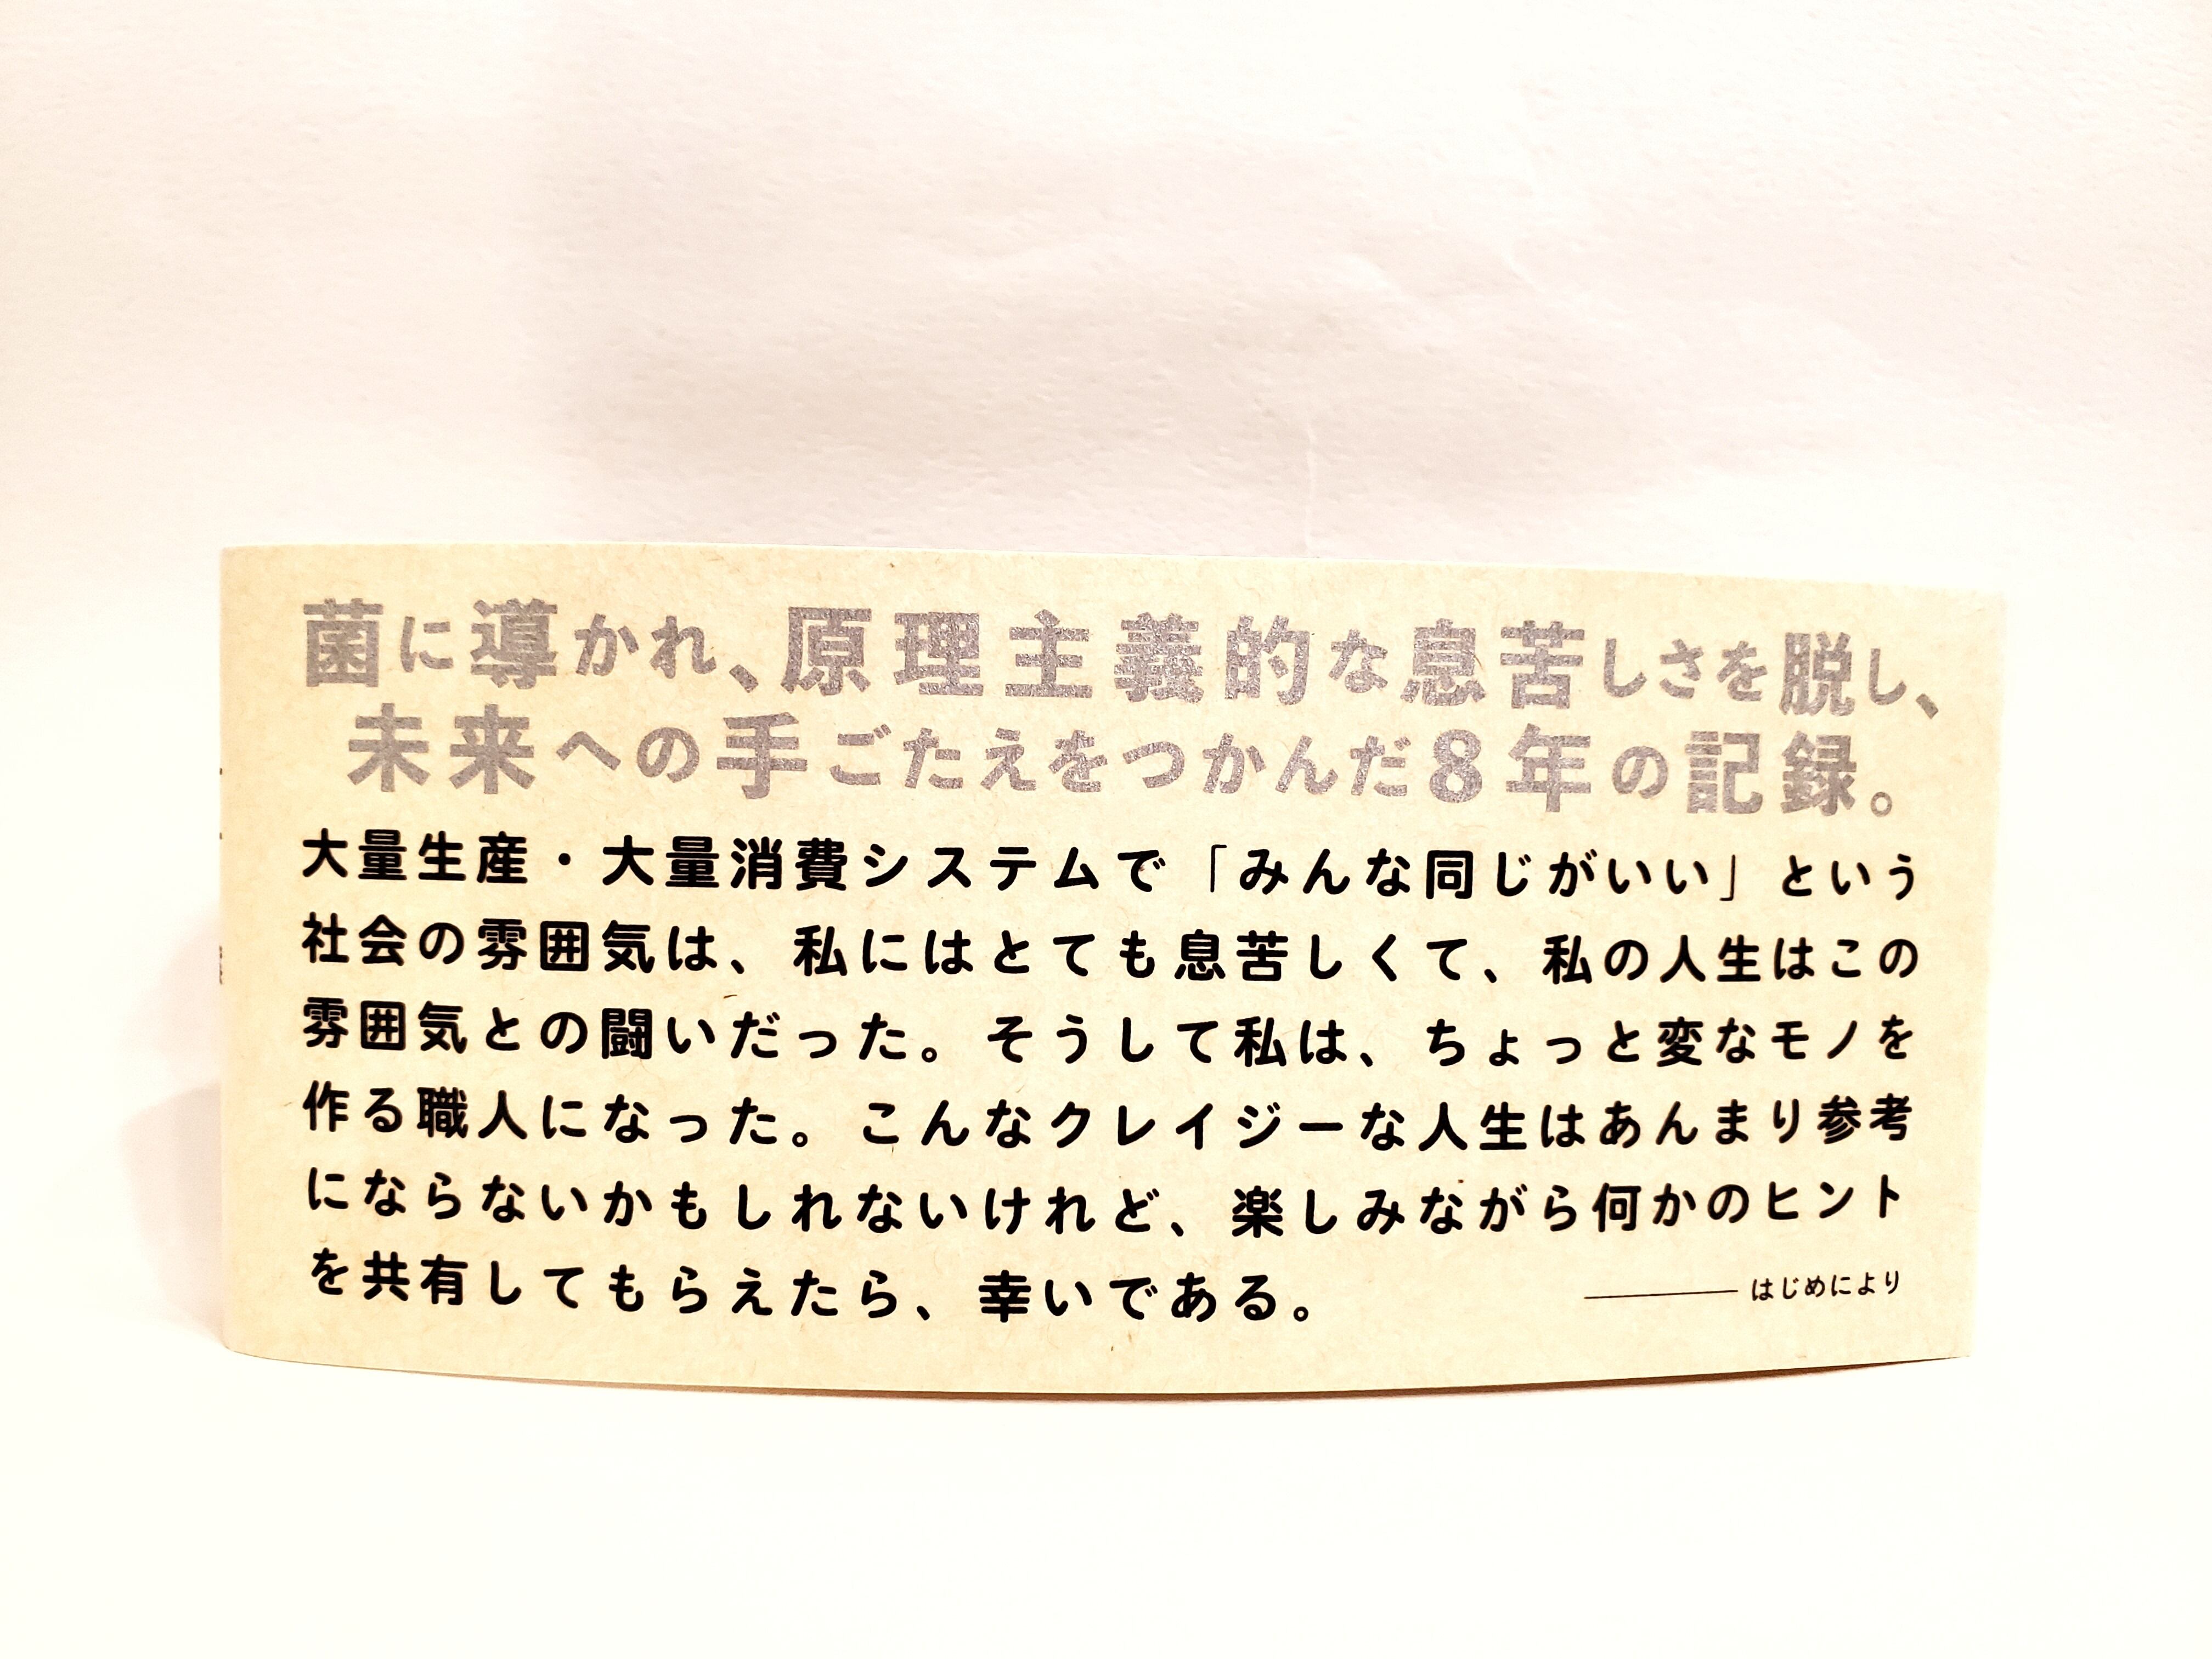 菌に導かれ、原理主義的な息苦しさを脱し、
未来への手ごたえをつかんだ8年の記録。
大量生産・大量消費システムで「みんな同じがいい」という
社会の雰囲気は、私にはとても息苦しくて、私の人生はこの
雰囲気との闘いだった。そうして私は、ちょっと変なモノを
作る職人になった。こんなクレイジーな人生はあんまり参考
にならないかもしれないけれど、楽しみながら何かのヒント
を共有してもらえたら、幸いである。
――はじめにより